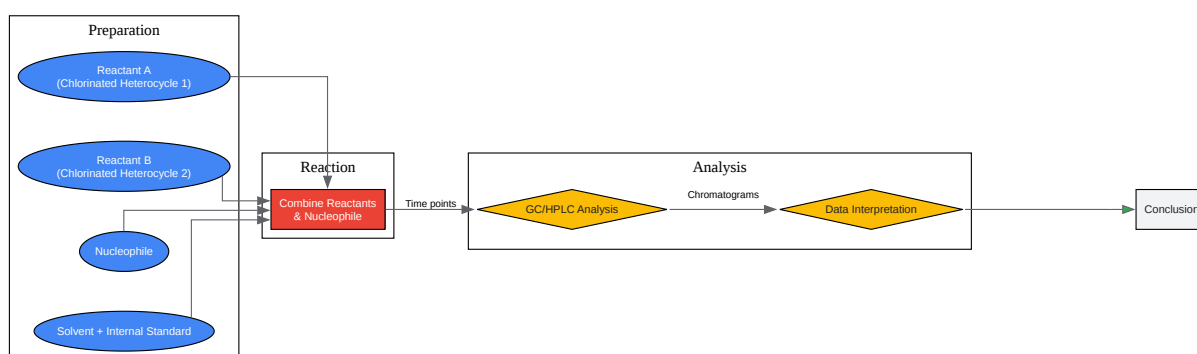 Preparation
Reactant A
(Chlorinated Heterocycle 1)
Reactant B
(Chlorinated Heterocycle 2)
Nucleophile
Solvent + Internal Standard
Reaction
Combine Reactants
& Nucleophile
Time points
Analysis
GC/HPLC Analysis
Chromatograms
Data Interpretation
Conclusion